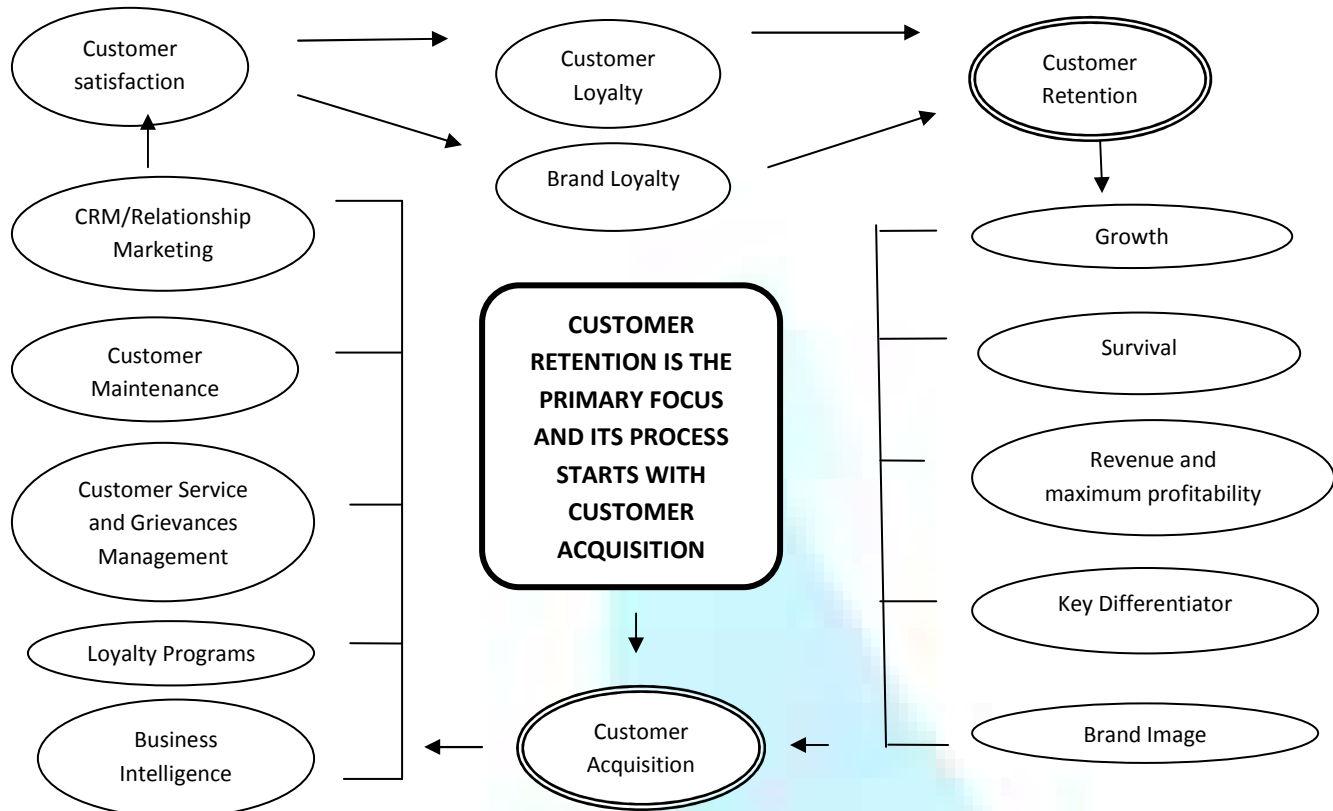 Customer
satisfaction
Customer
Loyalty
Customer
Retention
Brand Loyalty
CRM/Relationship
Marketing
Growth
CUSTOMER
RETENTION IS THE
PRIMARY FOCUS
AND ITS PROCESS
STARTS WITH
CUSTOMER
ACQUISITION
Customer
Maintenance
Survival
Customer Service
and Grievances
Management
Revenue and
maximum profitability
Key Differentiator
Loyalty Programs
Business
Intelligence
Customer
Acquisition
Brand Image